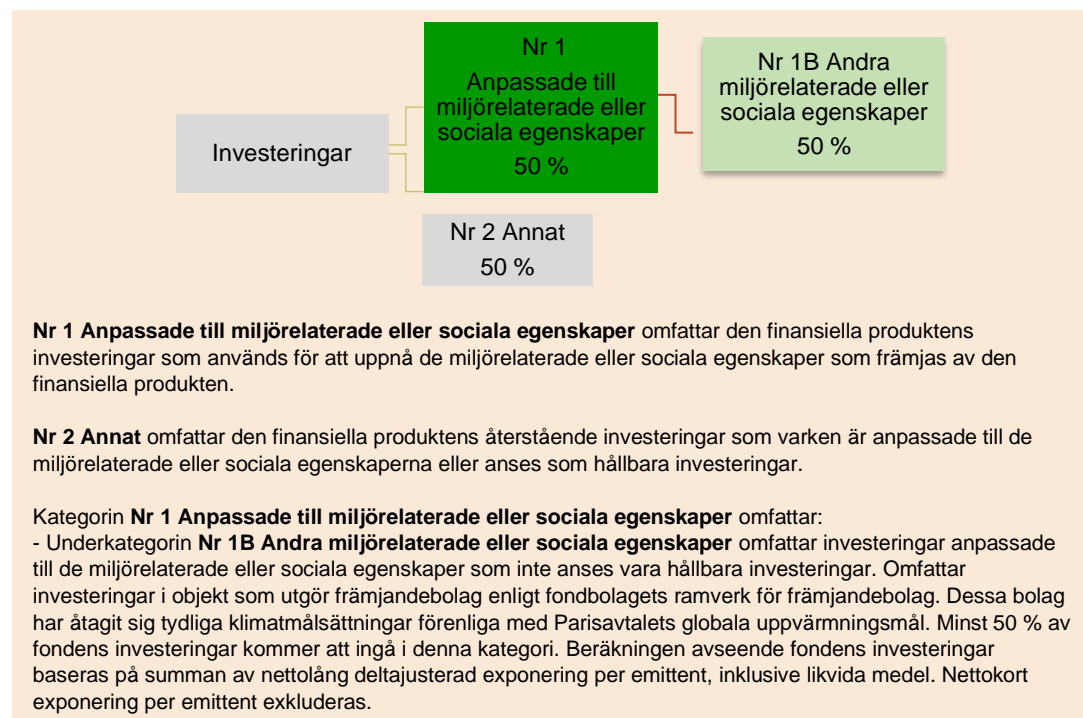 Investeringar
Nr 1
Anpassade till
miljörelaterade eller
sociala egenskaper
50 %
Nr 1B Andra
miljörelaterade eller
sociala egenskaper
50 %
Nr 2 Annat
50 %
Nr 1 Anpassade till miljörelaterade eller sociala egenskaper omfattar den finansiella produktens
investeringar som används för att uppnå de miljörelaterade eller sociala egenskaper som främjas av den
finansiella produkten.
Nr 2 Annat omfattar den finansiella produktens återstående investeringar som varken är anpassade till de
miljörelaterade eller sociala egenskaperna eller anses som hållbara investeringar.
Kategorin Nr 1 Anpassade till miljörelaterade eller sociala egenskaper omfattar:
- Underkategorin Nr 1B Andra miljörelaterade eller sociala egenskaper omfattar investeringar anpassade
till de miljörelaterade eller sociala egenskaper som inte anses vara hållbara investeringar. Omfattar
investeringar i objekt som utgör främjandebolag enligt fondbolagets ramverk för främjandebolag. Dessa bolag
har åtagit sig tydliga klimatmålsättningar förenliga med Parisavtalets globala uppvärmningsmål. Minst 50 % av
fondens investeringar kommer att ingå i denna kategori. Beräkningen avseende fondens investeringar
baseras på summan av nettolång deltajusterad exponering per emittent, inklusive likvida medel. Nettokort
exponering per emittent exkluderas.